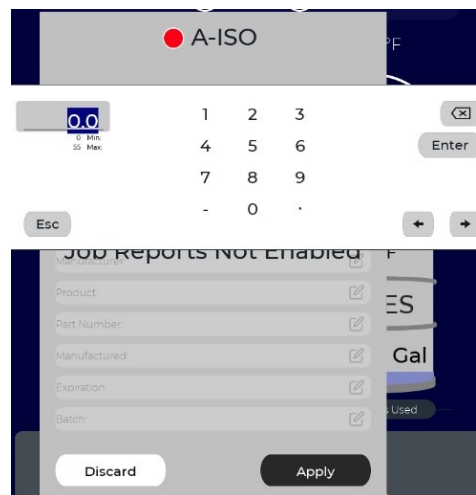 A-ISO
°F
0.0
0 Min.
55 Max.
1 2 3
4 5 6 Enter
7 8 9
- 0 .
Esc
Job Reports Not Enabled
Manufacturer:
Product:
ES
Part Number:
Manufactured:
Gal
Expiration:
s Used
Batch:
Discard Apply